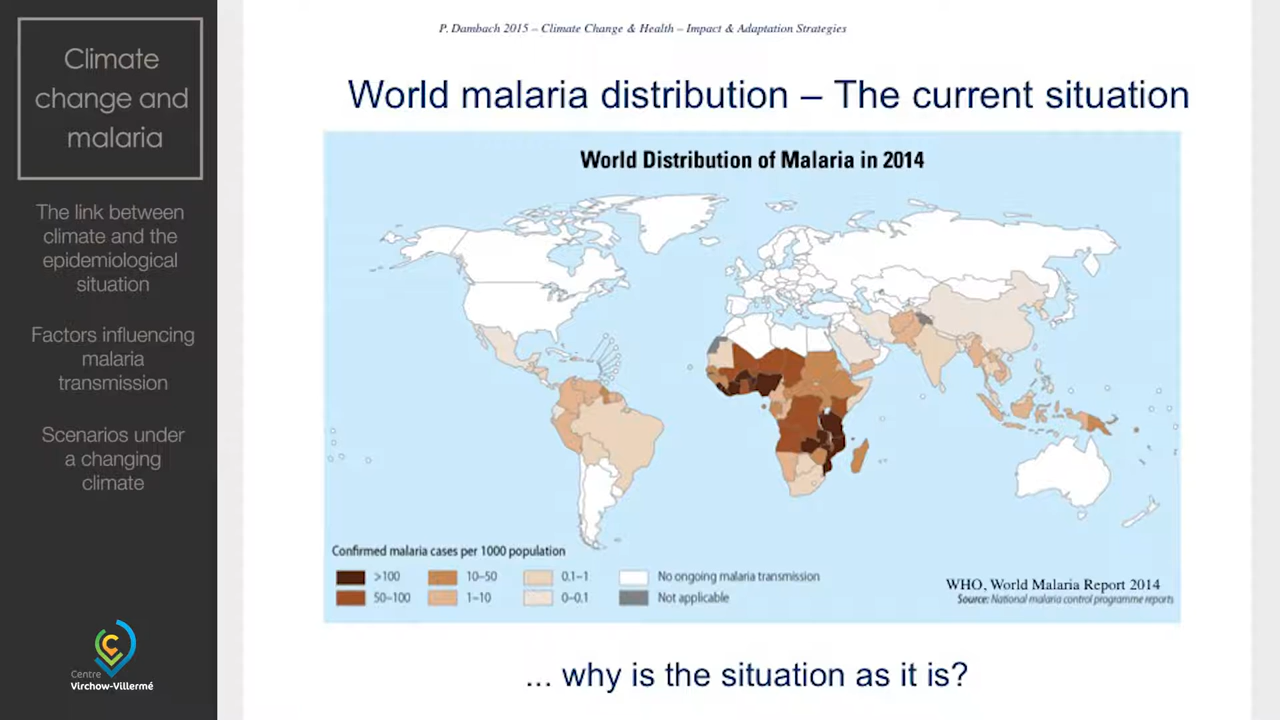 Climate
change and
malaria
The link between
climate and the
epidemiological
situation
Factors influencing
malaria
transmission
Scenarios under
a changing
climate
Centre
Virchow-Villermé
P. Dambach 2015 – Climate Change & Health – Impact & Adaptation Strategies
World malaria distribution – The current situation
World Distribution of Malaria in 2014
Confirmed malaria cases per 1000 population
>100 10–50 0.1–1 No ongoing malaria transmission
50–100 1–10 0–0.1 Not applicable
WHO, World Malaria Report 2014
Source: National malaria control programme reports
... why is the situation as it is?